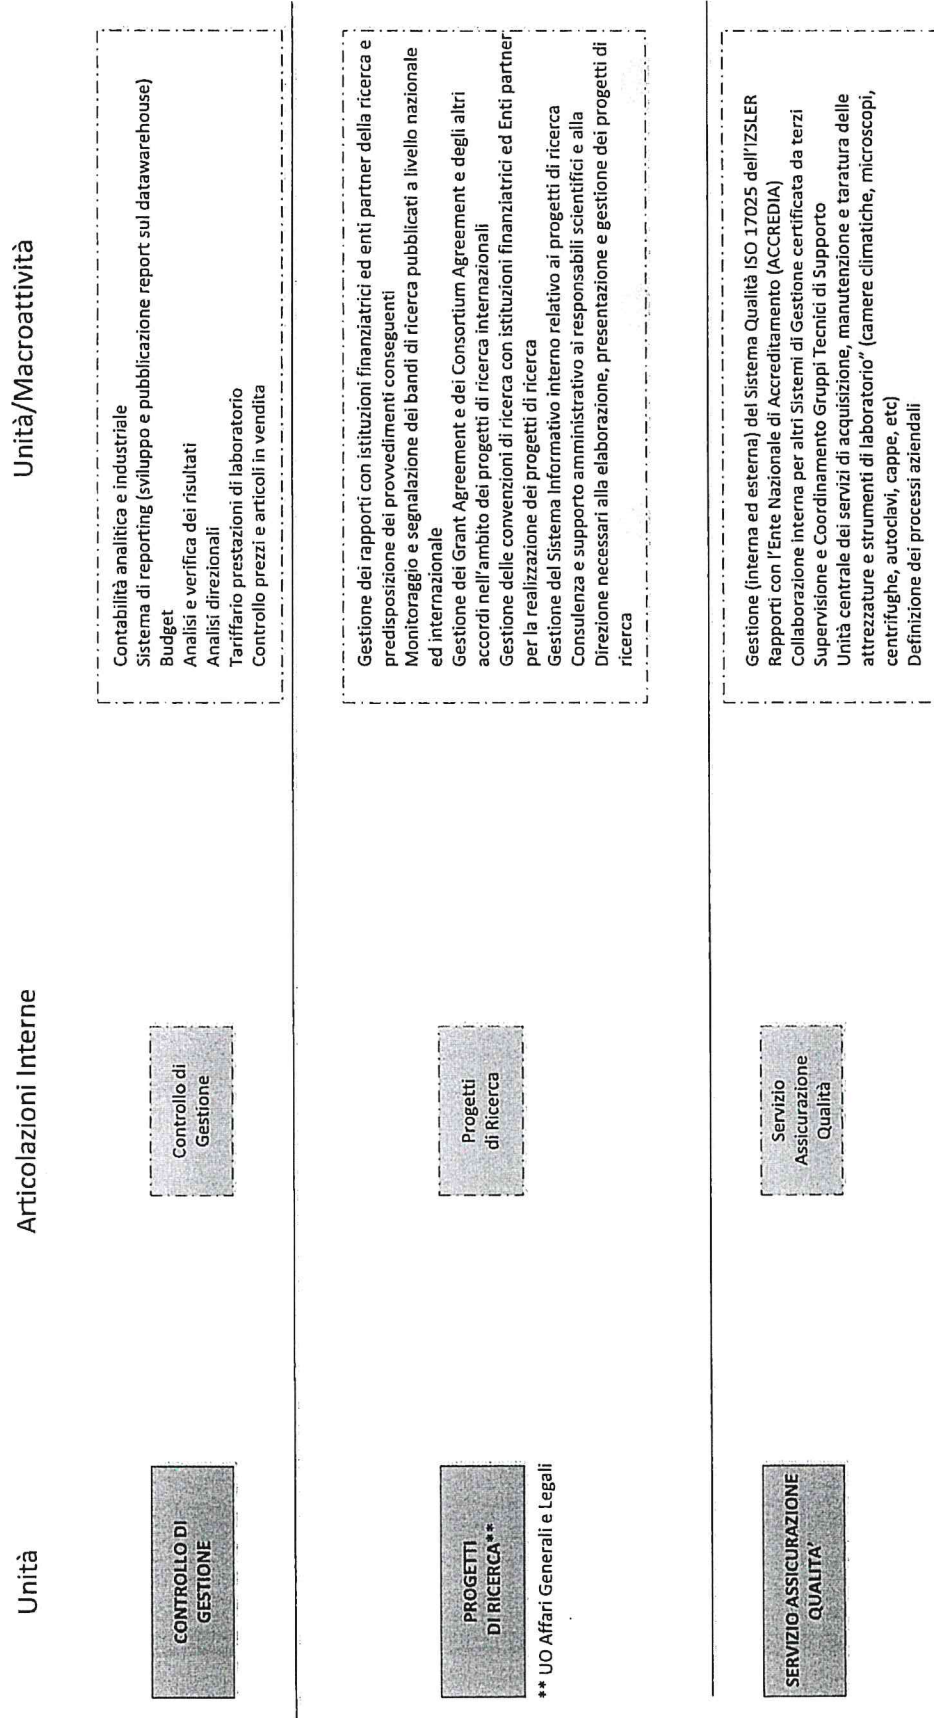 Unità
Articolazioni Interne
Unità/Macroattività
CONTROLLO DI
GESTIONE
Controllo di
Gestione
Contabilità analitica e industriale
Sistema di reporting (sviluppo e pubblicazione report sul datawarehouse)
Budget
Analisi e verifica dei risultati
Analisi direzionali
Tariffario prestazioni di laboratorio
Controllo prezzi e articoli in vendita
PROGETTI
DI RICERCA**
** UO Affari Generali e Legali
Progetti
di Ricerca
Gestione dei rapporti con istituzioni finanziatrici ed enti partner della ricerca e
predisposizione dei provvedimenti conseguenti
Monitoraggio e segnalazione dei bandi di ricerca pubblicati a livello nazionale
ed internazionale
Gestione dei Grant Agreement e dei Consortium Agreement e degli altri
accordi nell'ambito dei progetti di ricerca internazionali
Gestione delle convenzioni di ricerca con istituzioni finanziatrici ed Enti partner
per la realizzazione dei progetti di ricerca
Gestione del Sistema Informativo interno relativo ai progetti di ricerca
Consulenza e supporto amministrativo ai responsabili scientifici e alla
Direzione necessari alla elaborazione, presentazione e gestione dei progetti di
ricerca
SERVIZIO ASSICURAZIONE
QUALITA'
Servizio
Assicurazione
Qualità
Gestione (interna ed esterna) del Sistema Qualità ISO 17025 dell'IZSLER
Rapporti con l'Ente Nazionale di Accreditamento (ACCREDIA)
Collaborazione interna per altri Sistemi di Gestione certificata da terzi
Supervisione e Coordinamento Gruppi Tecnici di Supporto
Unità centrale dei servizi di acquisizione, manutenzione e taratura delle
attrezzature e strumenti di laboratorio" (camere climatiche, microscopi,
centrifughe, autoclavi, cappe, etc)
Definizione dei processi aziendali